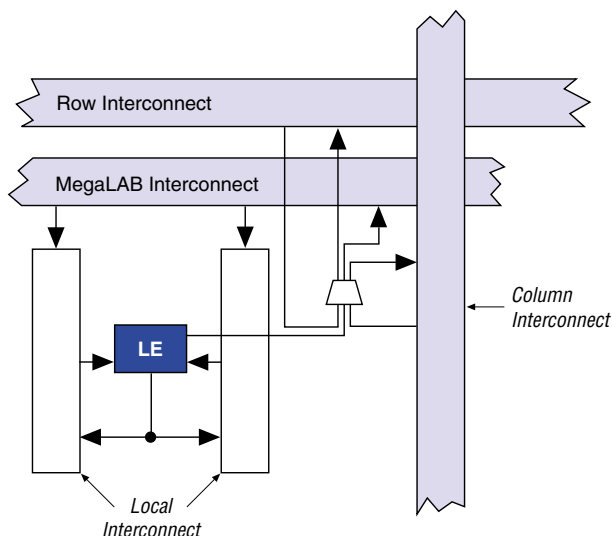 Row Interconnect
MegaLAB Interconnect
LE
Column
Interconnect
Local
Interconnect